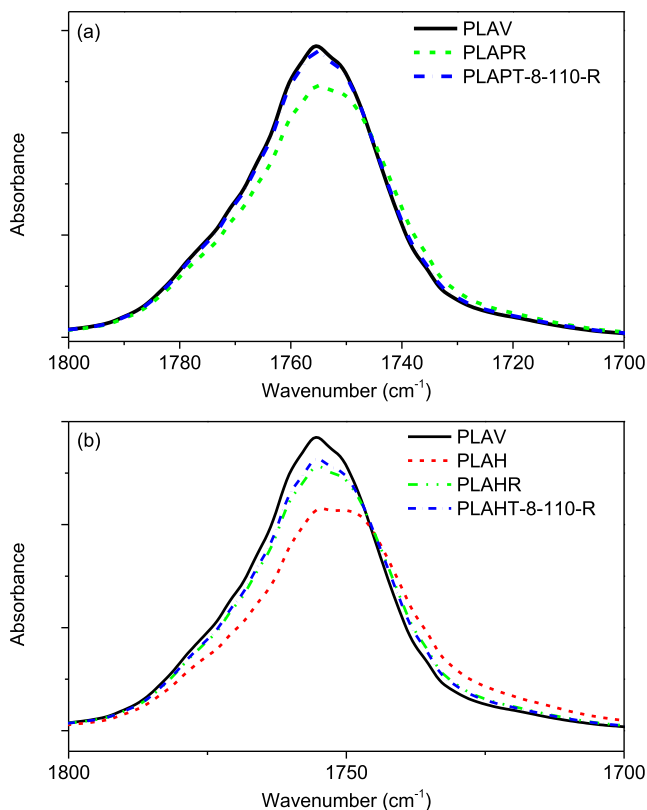 (a)
PLAV
PLAPR
PLAPT-8-110-R
Absorbance
1800 1780 1760 1740 1720 1700
Wavenumber (cm⁻¹)
(b)
PLAV
PLAH
PLAHR
PLAHT-8-110-R
Absorbance
1800 1750 1700
Wavenumber (cm⁻¹)